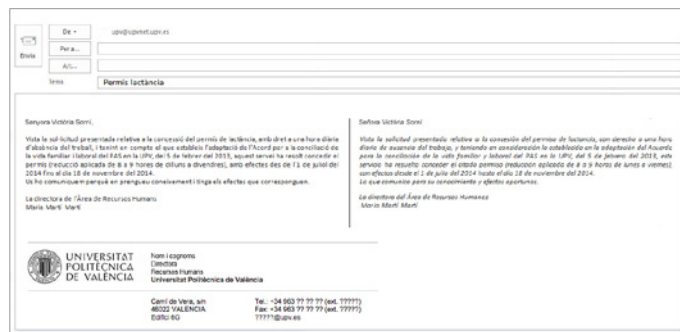 De
upv@upvnet.upv.es
Envia
Per a...
A/c...
Tema
Permís lactància
Senyora Victòria Sorní,
Vista la sol·licitud presentada relativa a la concessió del permís de lactància, amb dret a una hora diària
d'absència del treball, i tenint en compte el que estableix l'adaptació de l'Acord per a la conciliació de
la vida familiar i laboral del PAS en la UPV, del 5 de febrer del 2013, aquest servei ha resolt concedir el
permís (reducció aplicada de 8 a 9 hores de dilluns a divendres), amb efectes des de l'1 de juliol del
2014 fins al dia 18 de novembre del 2014.
Us ho comuniquem perquè en prengueu coneixement i tinga els efectes que corresponguen.
La directora de l'Àrea de Recursos Humans
Maria Martí Martí
Señora Victòria Sorní
Vista la solicitud presentada relativa a la concesión del permiso de lactancia, con derecho a una hora
diaria de ausencia del trabajo, y teniendo en consideración lo establecido en la adaptación del Acuerdo
para la conciliación de la vida familiar y laboral del PAS en la UPV, del 5 de febrero del 2013, este
servicio ha resuelto conceder el citado permiso (reducción aplicada de 8 a 9 horas de lunes a viernes),
con efectos desde el 1 de julio del 2014 hasta el día 18 de noviembre del 2014.
Lo que comunico para su conocimiento y efectos oportunos.
La directora del Área de Recursos Humanos
Maria Martí Martí
UNIVERSITAT
POLITÈCNICA
DE VALÈNCIA
Nom i cognoms
Directora
Recursos Humans
Universitat Politècnica de València
Camí de Vera, s/n
46022 VALÈNCIA
Edifici 6G
Tel.: +34 963 ?? ?? ?? (ext. ?????)
Fax: +34 963 ?? ?? ?? (ext. ?????)
?????@upv.es